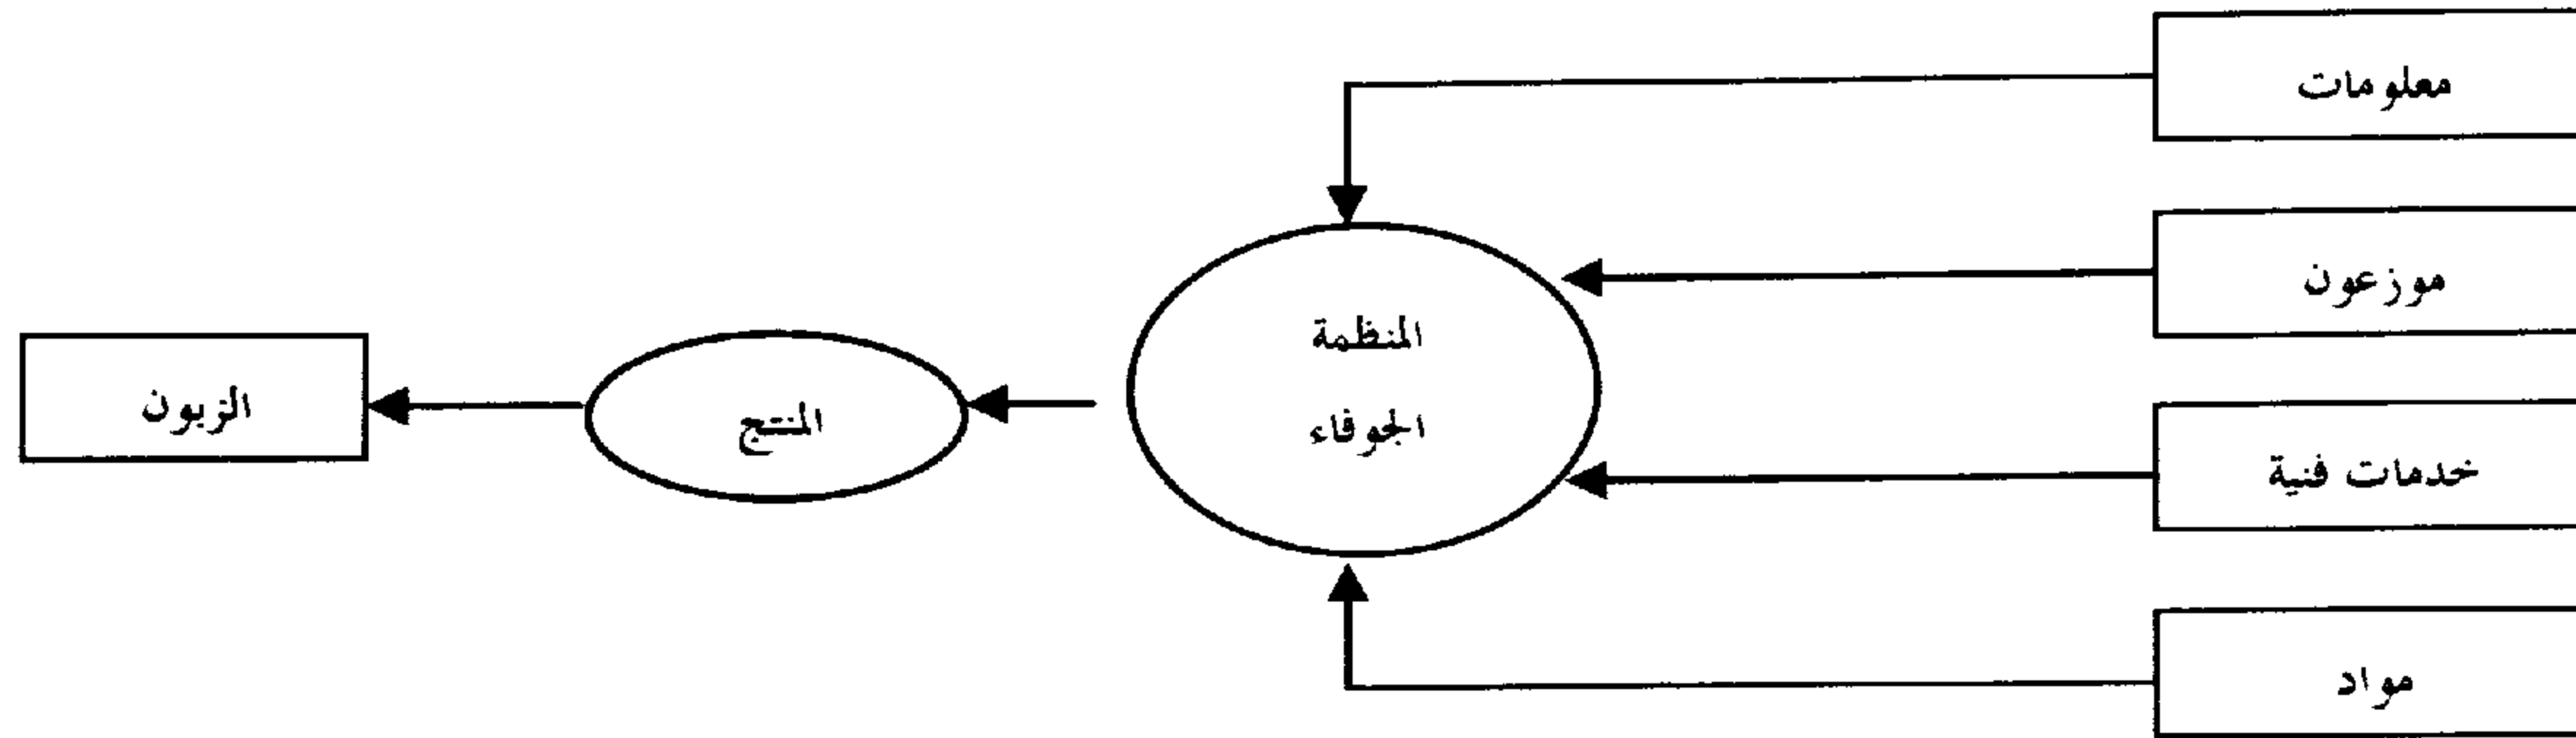 معلومات
موزعون
خدمات فنية
مواد
المنظمة
الجوفاء
المنتج
الزبون